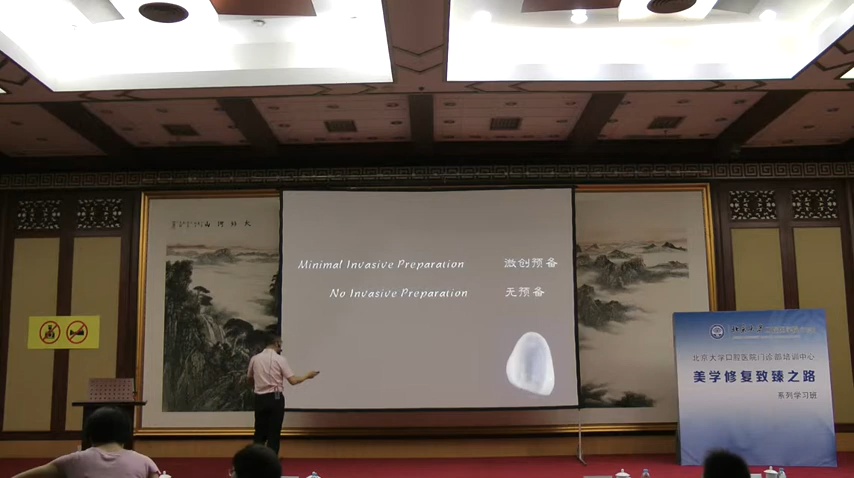 Minimal Invasive Preparation 微创预备
No Invasive Preparation 无预备
北京大学口腔医院门诊部培训中心
美学修复致臻之路
系列学习班